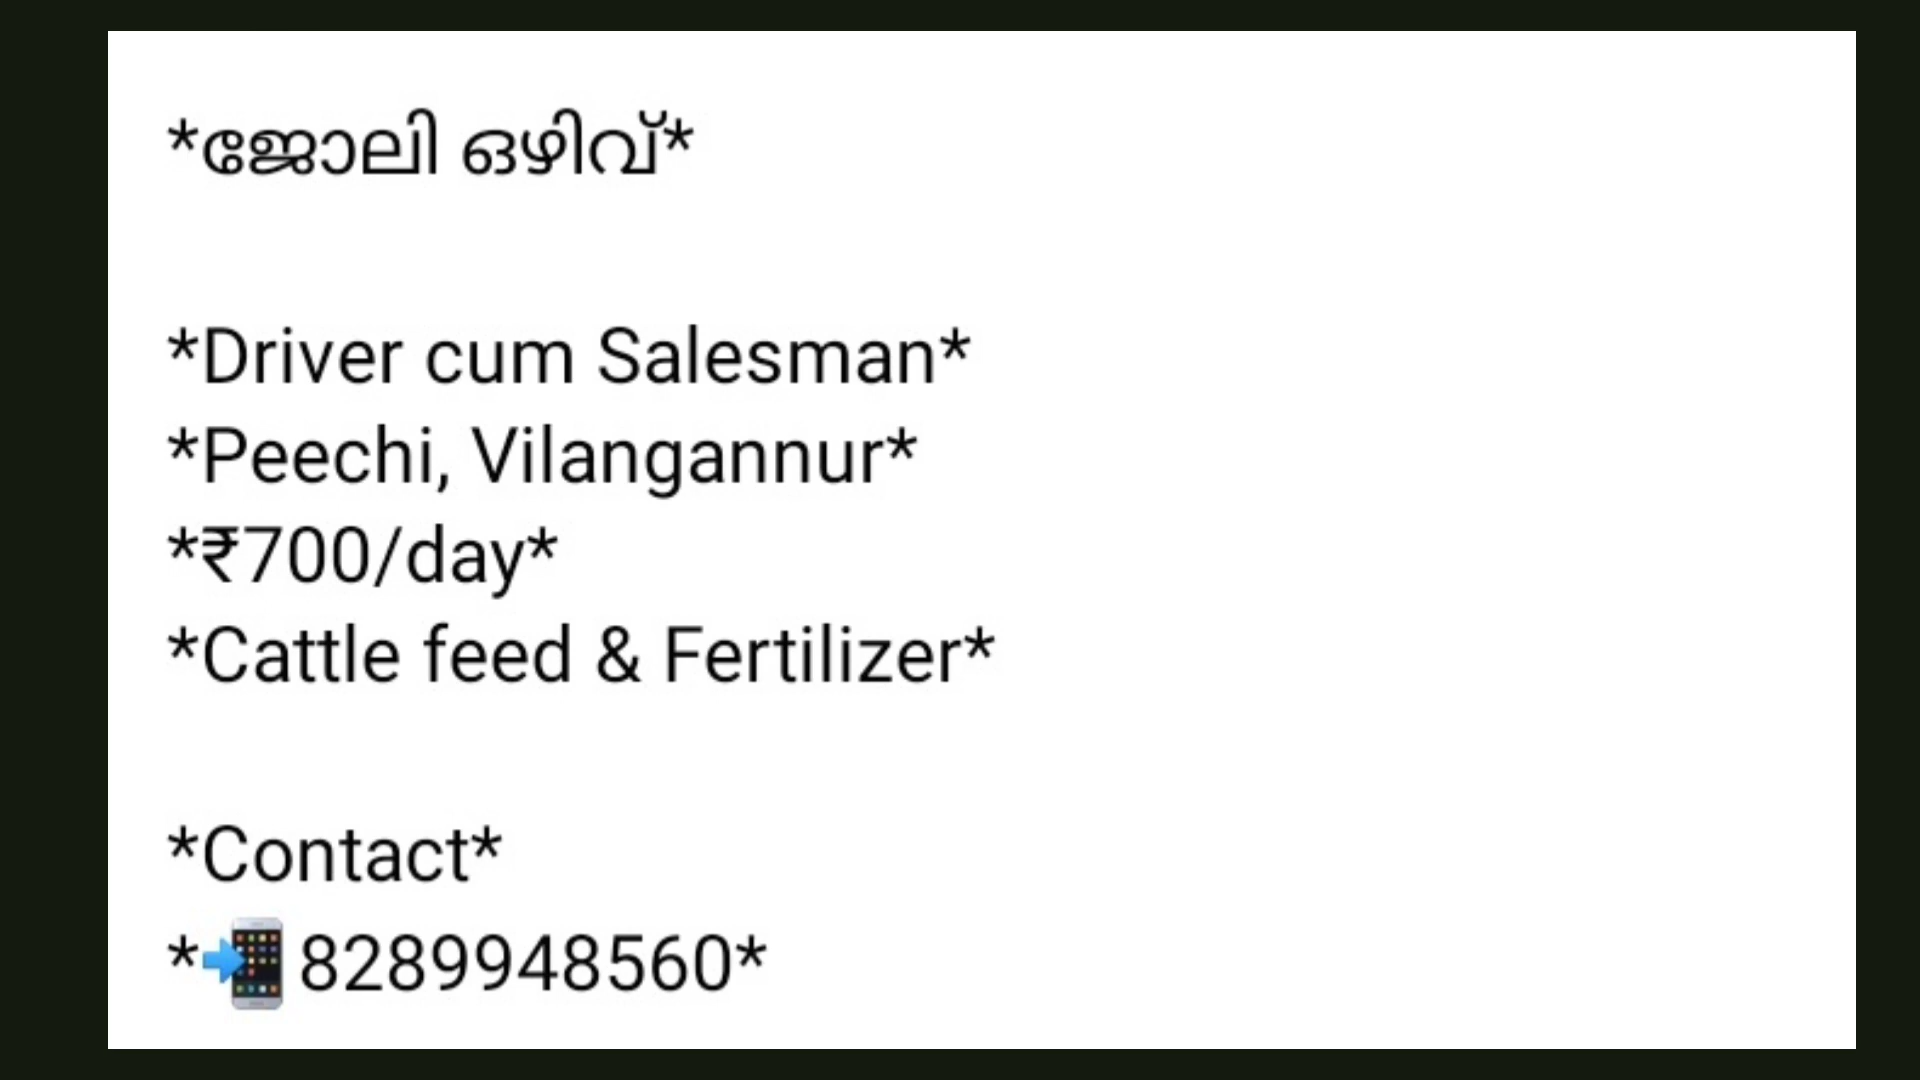 *ജോലി ഒഴിവ്*
*Driver cum Salesman*
*Peechi, Vilangannur*
*₹700/day*
*Cattle feed & Fertilizer*
*Contact*
*📲 8289948560*